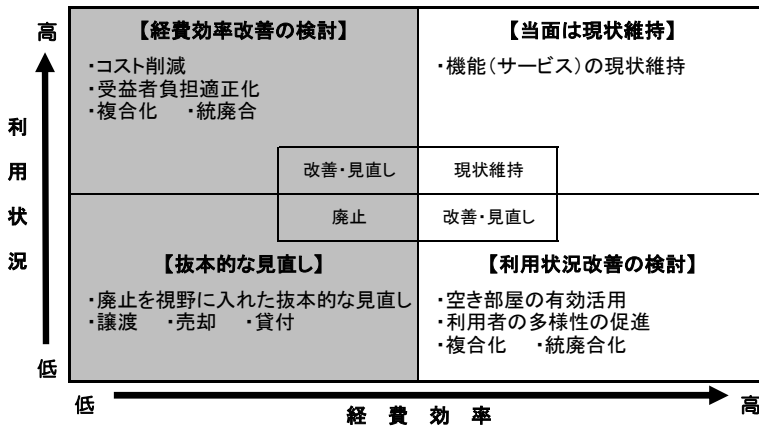 高
利
用
状
況
低
【経費効率改善の検討】
・コスト削減
・受益者負担適正化
・複合化 ・統廃合
【当面は現状維持】
・機能(サービス)の現状維持
改善・見直し
現状維持
廃止
改善・見直し
【抜本的な見直し】
・廃止を視野に入れた抜本的な見直し
・譲渡 ・売却 ・貸付
【利用状況改善の検討】
・空き部屋の有効活用
・利用者の多様性の促進
・複合化 ・統廃合化
低
経費効率
高